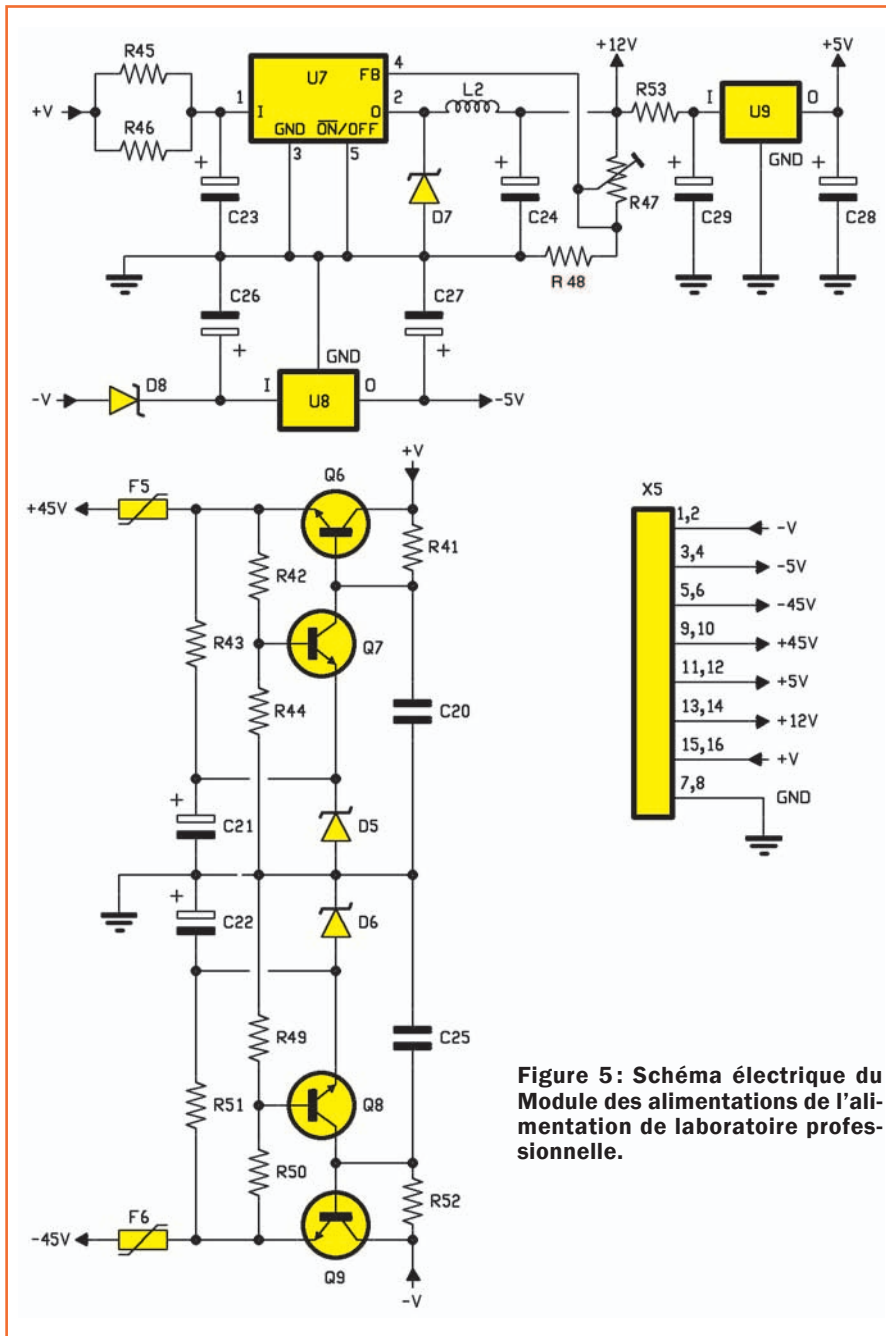 R45
R46
+V
1
U7
I
FB
4
O
2
GND
ON/OFF
3
5
L2
+12V
+5V
R53
I
U9
O
GND
+
C23
D7
+
C24
R47
+
C29
+
C28
R 48
C26
+
C27
+
GND
-V
D8
I
U8
O
-5V
+V
+45V
F5
Q6
R41
R42
R43
Q7
R44
C20
+
C21
D5
+
C22
D6
R49
C25
R51
Q8
R50
R52
-45V
F6
Q9
-V
X5
1,2
-V
3,4
-5V
5,6
-45V
9,10
+45V
11,12
+5V
13,14
+12V
15,16
+V
7,8
GND
Figure 5: Schéma électrique du
Module des alimentations de l'ali-
mentation de laboratoire profes-
sionnelle.